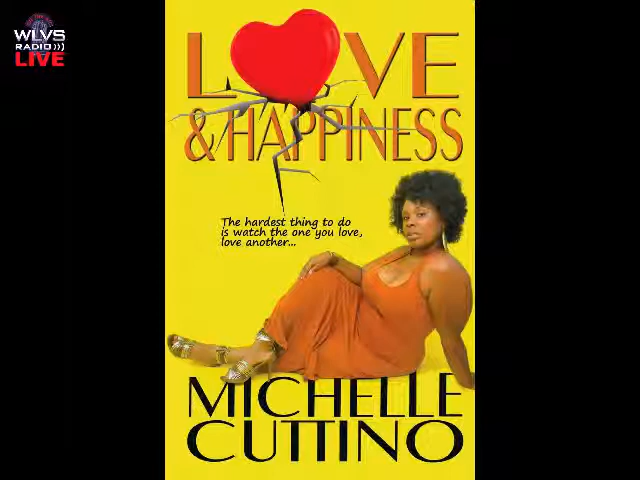 WLVS
RADIO
LIVE
LOVE
& HAPPINESS
The hardest thing to do
is watch the one you love,
love another...
MICHELLE
CUTTINO